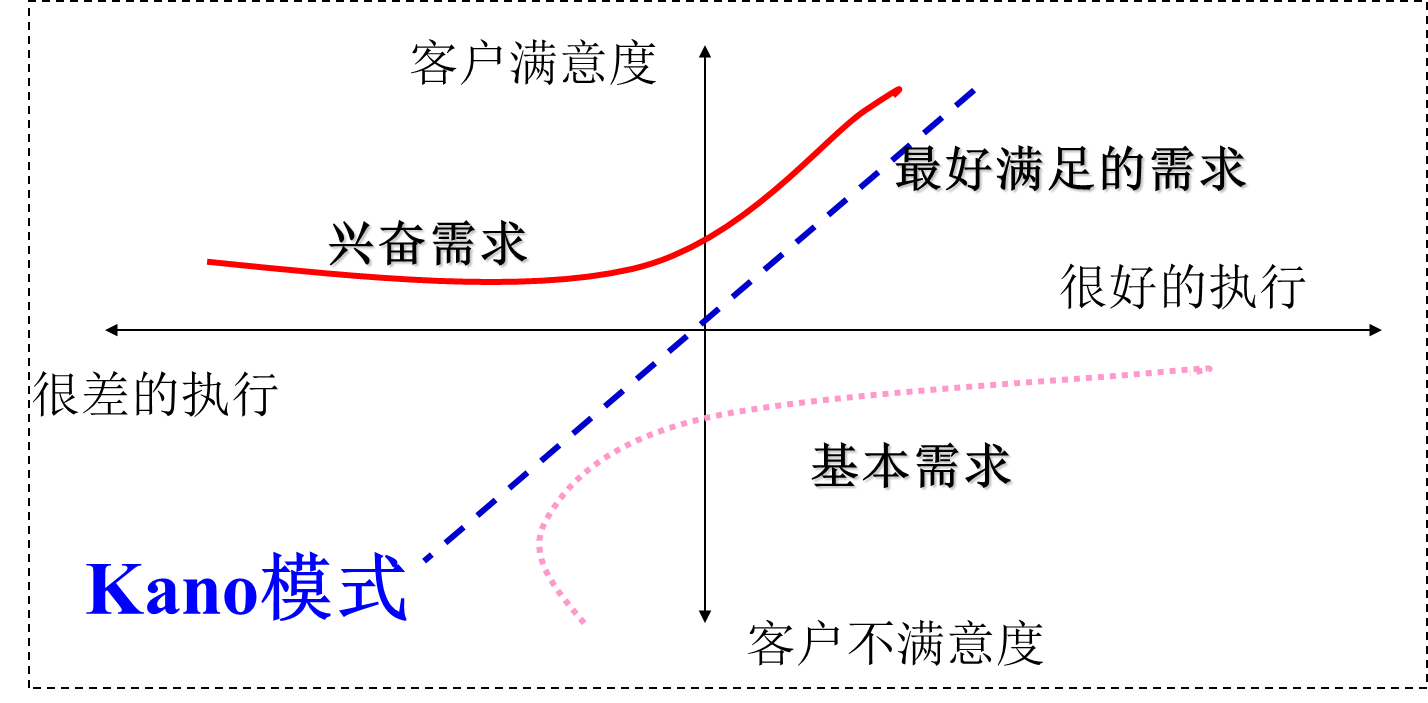 客户满意度
最好满足的需求
兴奋需求
很好的执行
很差的执行
基本需求
Kano模式
客户不满意度